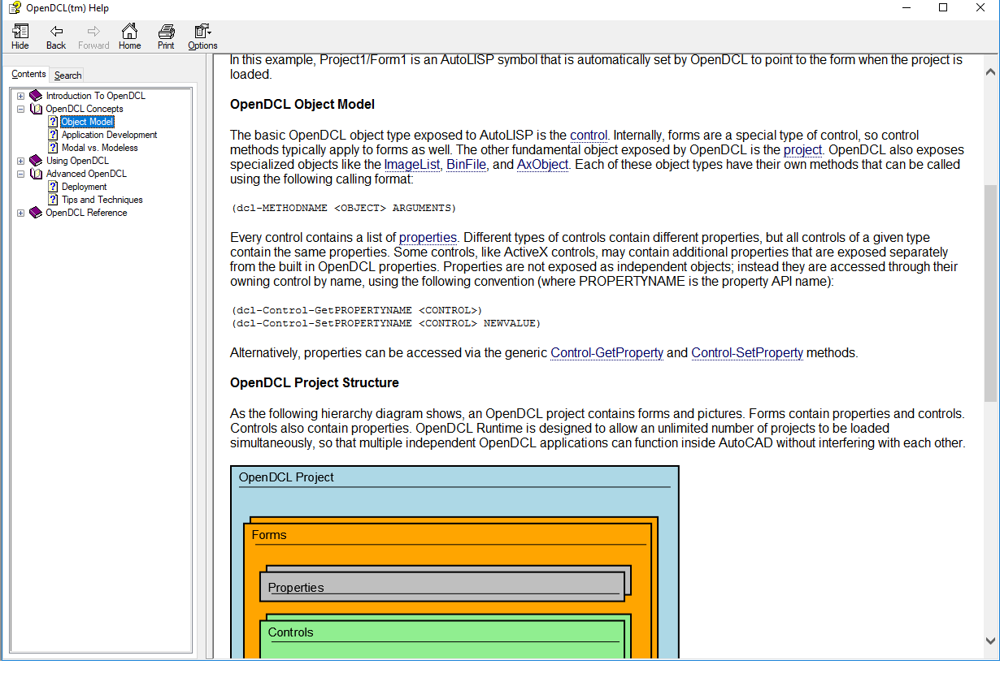 OpenDCL(tm) Help
Hide Back Forward Home Print Options
Contents Search
Introduction To OpenDCL
OpenDCL Concepts
Object Model
Application Development
Modal vs. Modeless
Using OpenDCL
Advanced OpenDCL
Deployment
Tips and Techniques
OpenDCL Reference
In this example, Project1/Form1 is an AutoLISP symbol that is automatically set by OpenDCL to point to the form when the project is
loaded.
OpenDCL Object Model
The basic OpenDCL object type exposed to AutoLISP is the control. Internally, forms are a special type of control, so control
methods typically apply to forms as well. The other fundamental object exposed by OpenDCL is the project. OpenDCL also exposes
specialized objects like the ImageList, BinFile, and AxObject. Each of these object types have their own methods that can be called
using the following calling format:
(dcl-METHODNAME <OBJECT> ARGUMENTS)
Every control contains a list of properties. Different types of controls contain different properties, but all controls of a given type
contain the same properties. Some controls, like ActiveX controls, may contain additional properties that are exposed separately
from the built in OpenDCL properties. Properties are not exposed as independent objects; instead they are accessed through their
owning control by name, using the following convention (where PROPERTYNAME is the property API name):
(dcl-Control-GetPROPERTYNAME <CONTROL>)
(dcl-Control-SetPROPERTYNAME <CONTROL> NEWVALUE)
Alternatively, properties can be accessed via the generic Control-GetProperty and Control-SetProperty methods.
OpenDCL Project Structure
As the following hierarchy diagram shows, an OpenDCL project contains forms and pictures. Forms contain properties and controls.
Controls also contain properties. OpenDCL Runtime is designed to allow an unlimited number of projects to be loaded
simultaneously, so that multiple independent OpenDCL applications can function inside AutoCAD without interfering with each other.
OpenDCL Project
Forms
Properties
Controls